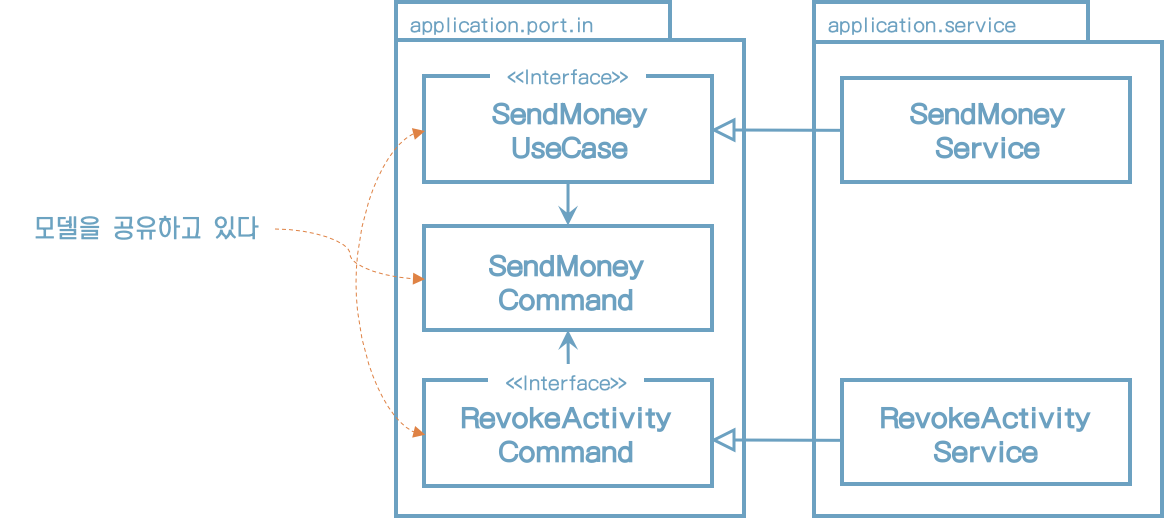 application.port.in
application.service
<<Interface>>
SendMoney
UseCase
SendMoney
Service
모델을 공유하고 있다
SendMoney
Command
<<Interface>>
RevokeActivity
Command
RevokeActivity
Service